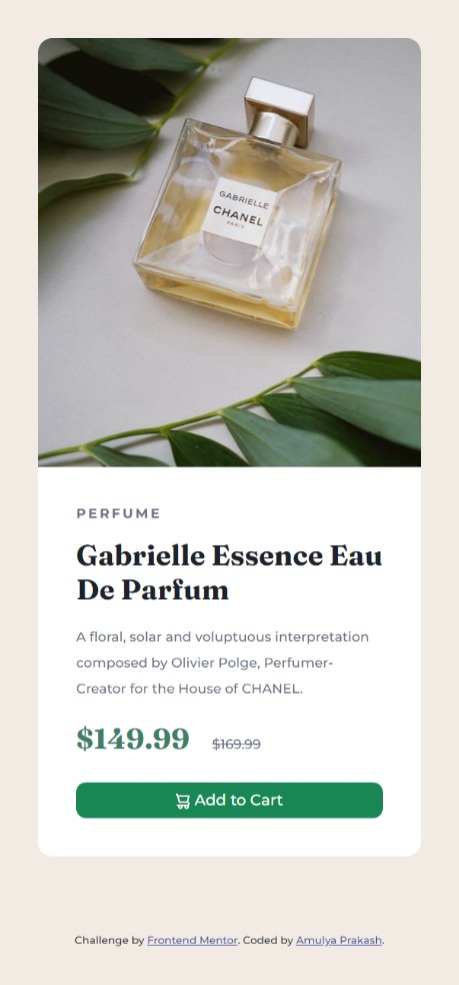 GABRIELLE
CHANEL
PARIS
PERFUME
Gabrielle Essence Eau
De Parfum
A floral, solar and voluptuous interpretation
composed by Olivier Polge, Perfumer-
Creator for the House of CHANEL.
$149.99 $169.99
Add to Cart
Challenge by Frontend Mentor. Coded by Amulya Prakash.